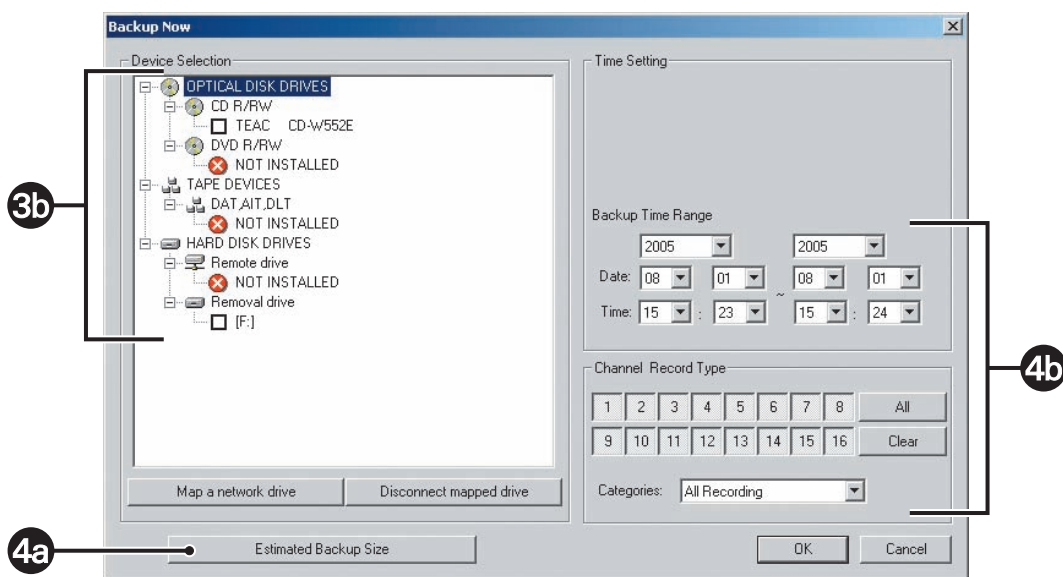 Backup Now
Device Selection
OPTICAL DISK DRIVES
CD R/RW
TEAC CD-W552E
DVD R/RW
NOT INSTALLED
TAPE DEVICES
DAT,AIT,DLT
NOT INSTALLED
HARD DISK DRIVES
Remote drive
NOT INSTALLED
Removal drive
[F:]
Map a network drive
Disconnect mapped drive
3b
4a
Estimated Backup Size
Time Setting
Backup Time Range
2005 2005
Date: 08 01 ~ 08 01
Time: 15 : 23 15 : 24
4b
Channel Record Type
1 2 3 4 5 6 7 8 All
9 10 11 12 13 14 15 16 Clear
Categories: All Recording
OK Cancel